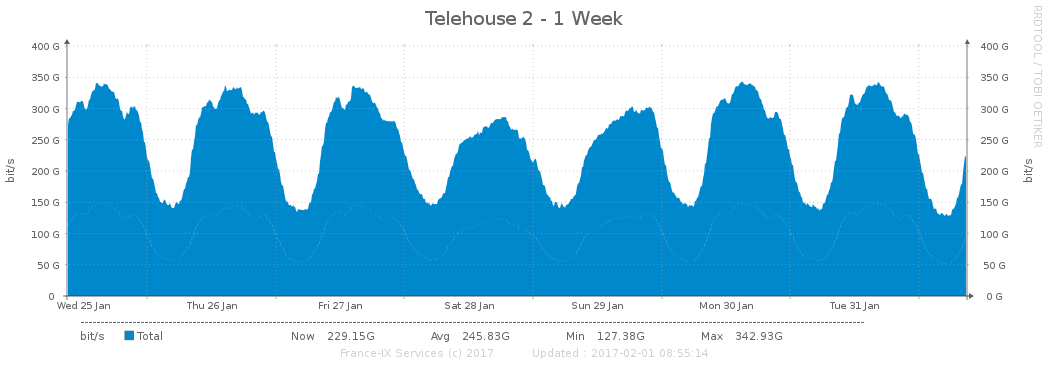 Telehouse 2 - 1 Week
RRDTOOL / TOBI OETIKER
400 G 400 G
350 G 350 G
300 G 300 G
250 G 250 G
200 G 200 G
150 G 150 G
100 G 100 G
50 G 50 G
0 0 G
bit/s bit/s
Wed 25 Jan Thu 26 Jan Fri 27 Jan Sat 28 Jan Sun 29 Jan Mon 30 Jan Tue 31 Jan
bit/s Total Now 229.15G Avg 245.83G Min 127.38G Max 342.93G
France-IX Services (c) 2017 Updated : 2017-02-01 08:55:14